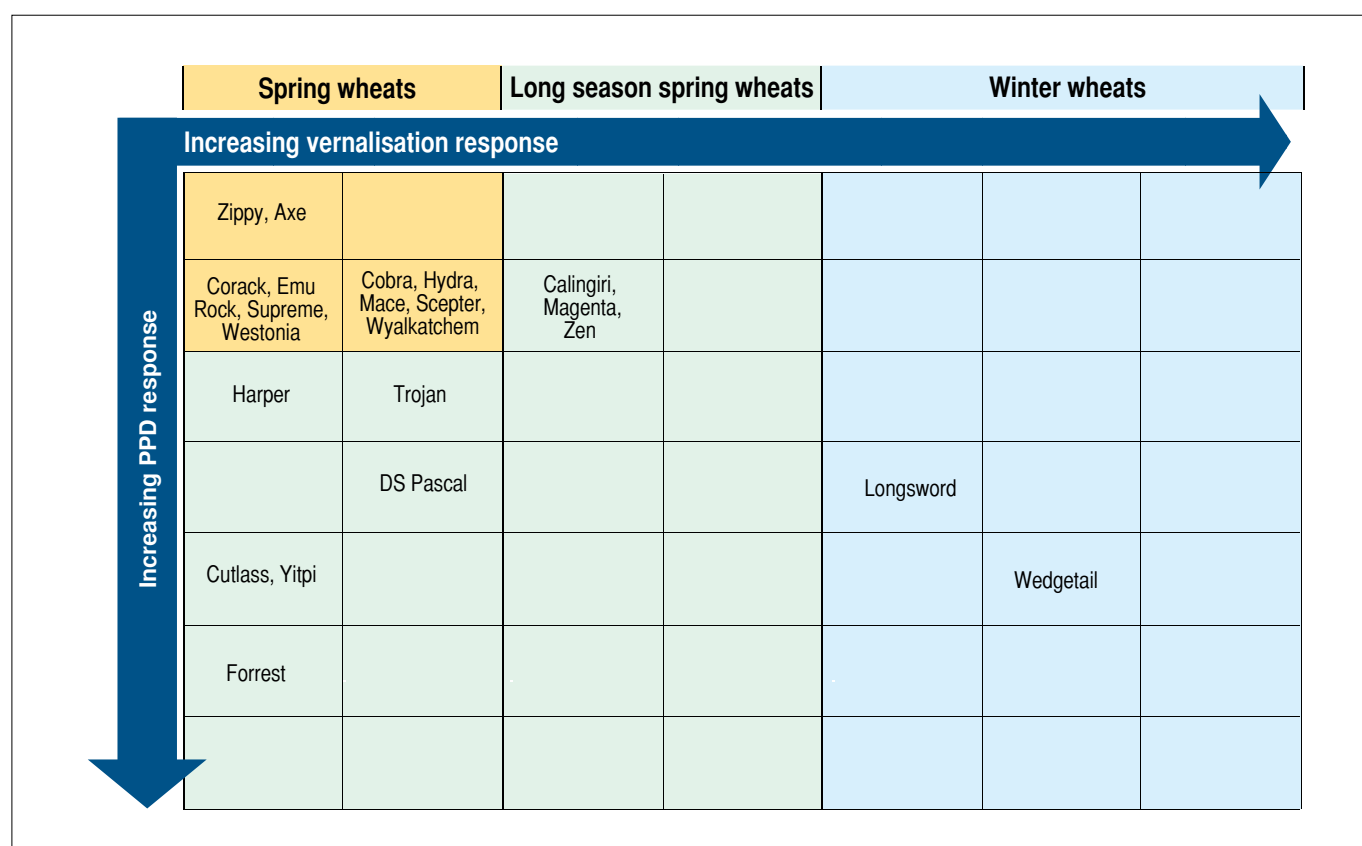 Spring wheats
Long season spring wheats
Winter wheats
Increasing vernalisation response
Increasing PPD response
Zippy, Axe
Corack, Emu
Rock, Supreme,
Westonia
Cobra, Hydra,
Mace, Scepter,
Wyalkatchem
Calingiri,
Magenta,
Zen
Harper
Trojan
DS Pascal
Longsword
Cutlass, Yitpi
Wedgetail
Forrest